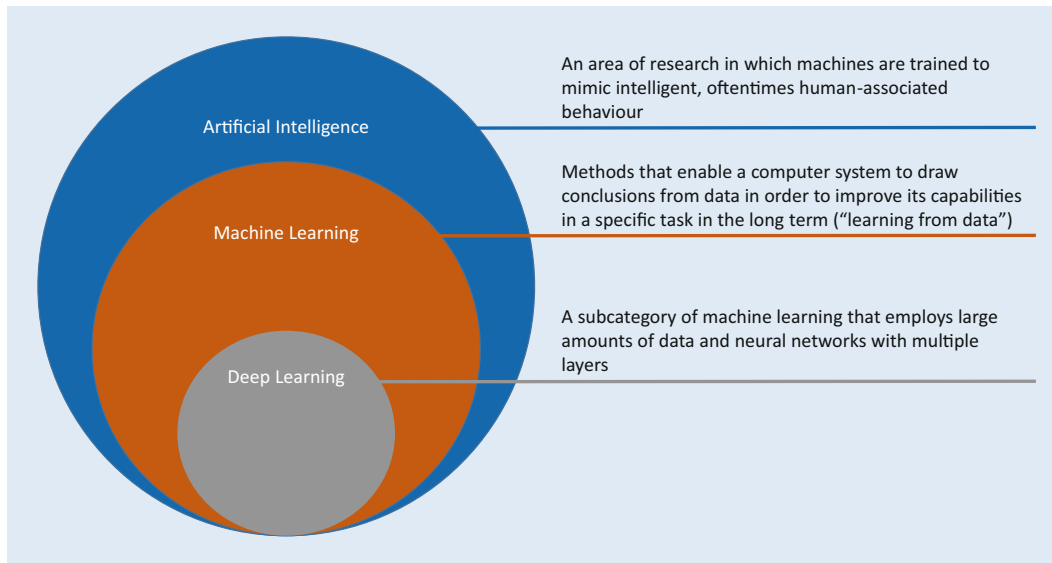 An area of research in which machines are trained to
mimic intelligent, oftentimes human-associated
behaviour
Artificial Intelligence
Methods that enable a computer system to draw
conclusions from data in order to improve its capabilities
in a specific task in the long term (“learning from data”)
Machine Learning
A subcategory of machine learning that employs large
amounts of data and neural networks with multiple
layers
Deep Learning